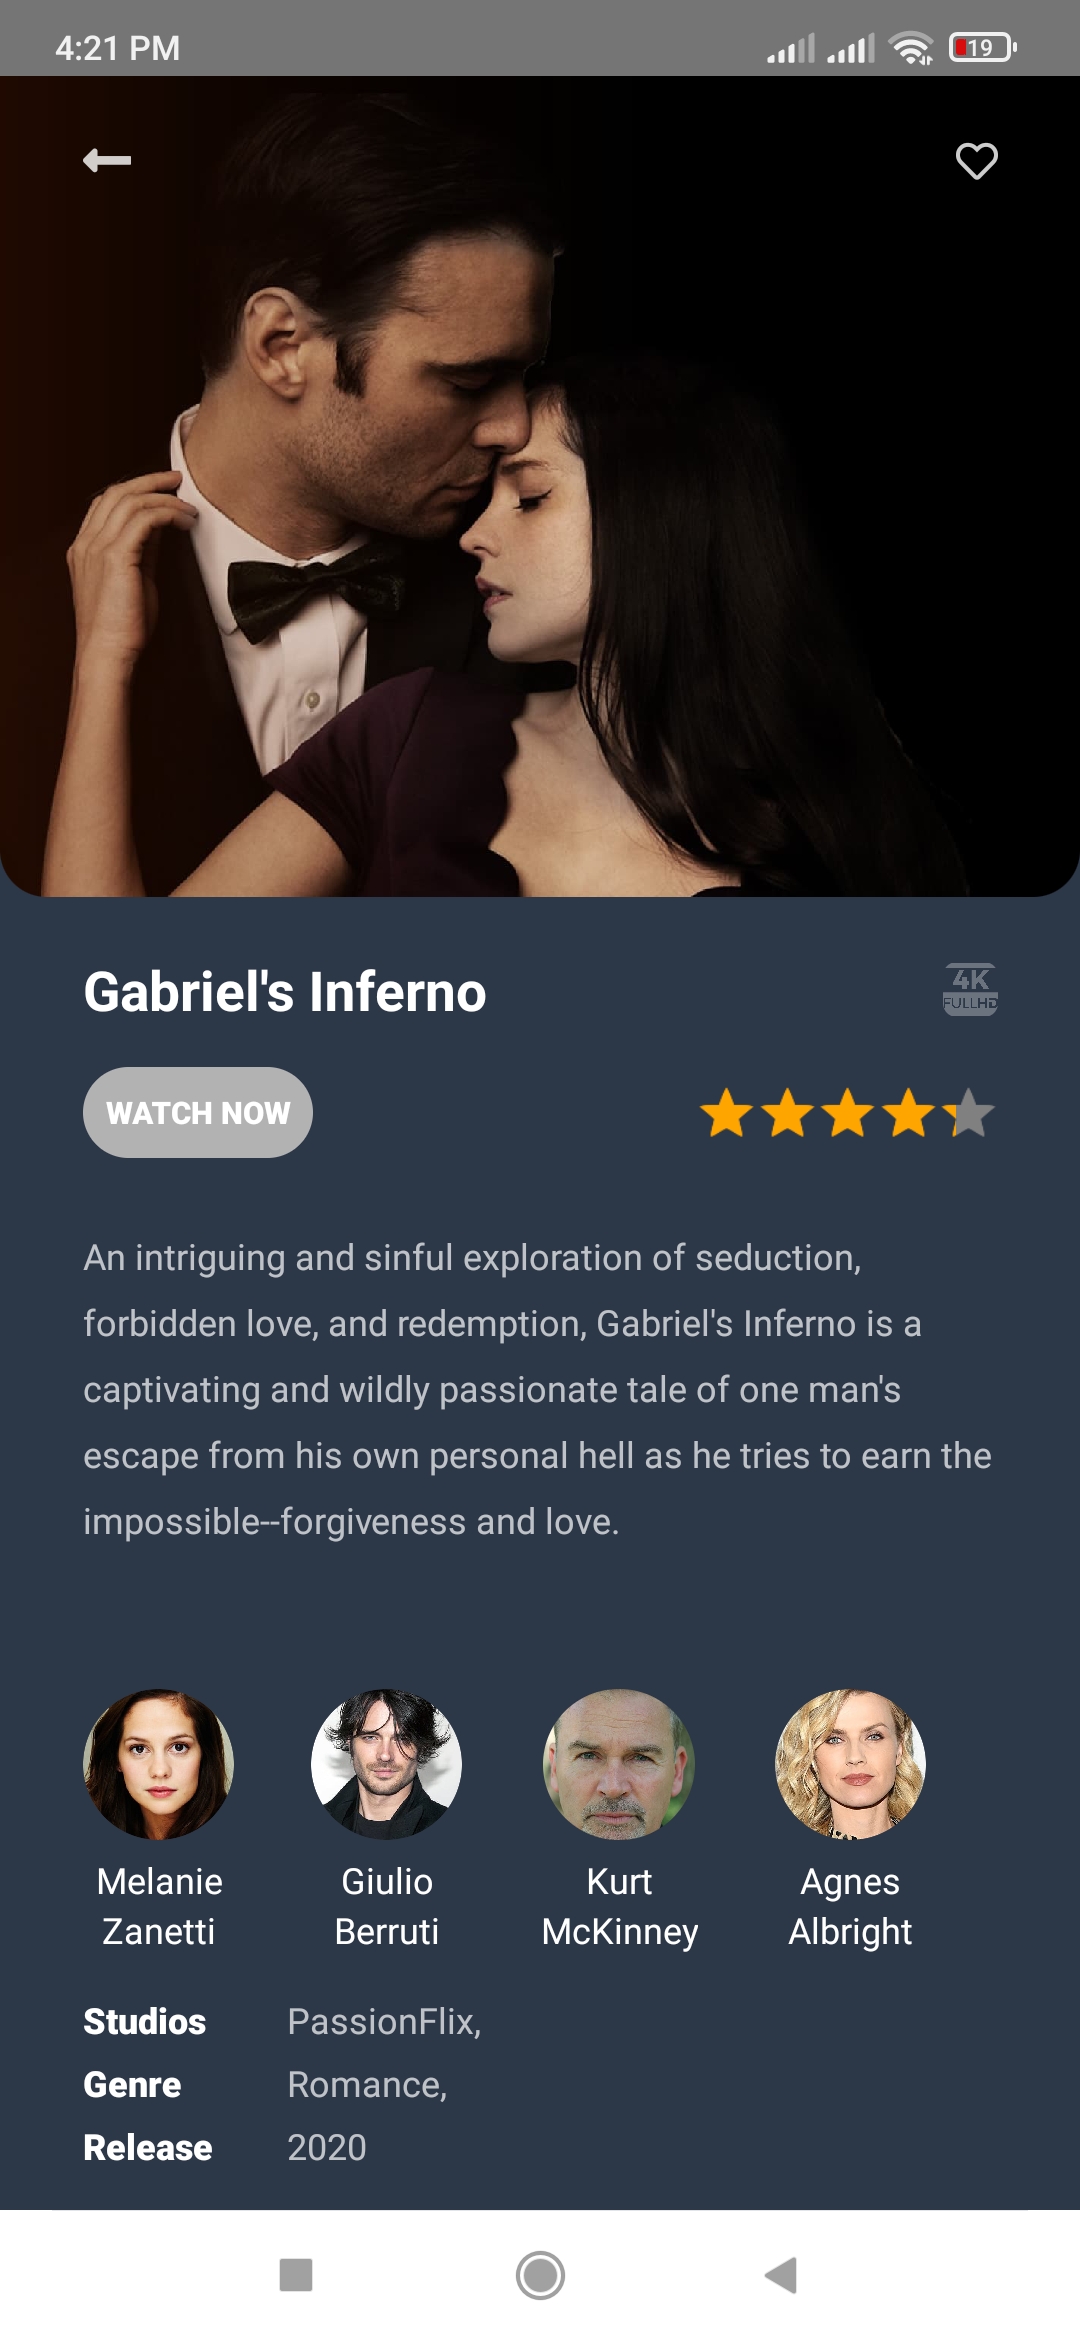 4:21 PM
19
Gabriel's Inferno
4K
FULLHD
WATCH NOW
An intriguing and sinful exploration of seduction,
forbidden love, and redemption, Gabriel's Inferno is a
captivating and wildly passionate tale of one man's
escape from his own personal hell as he tries to earn the
impossible--forgiveness and love.
Melanie
Zanetti
Giulio
Berruti
Kurt
McKinney
Agnes
Albright
Studios PassionFlix,
Genre Romance,
Release 2020